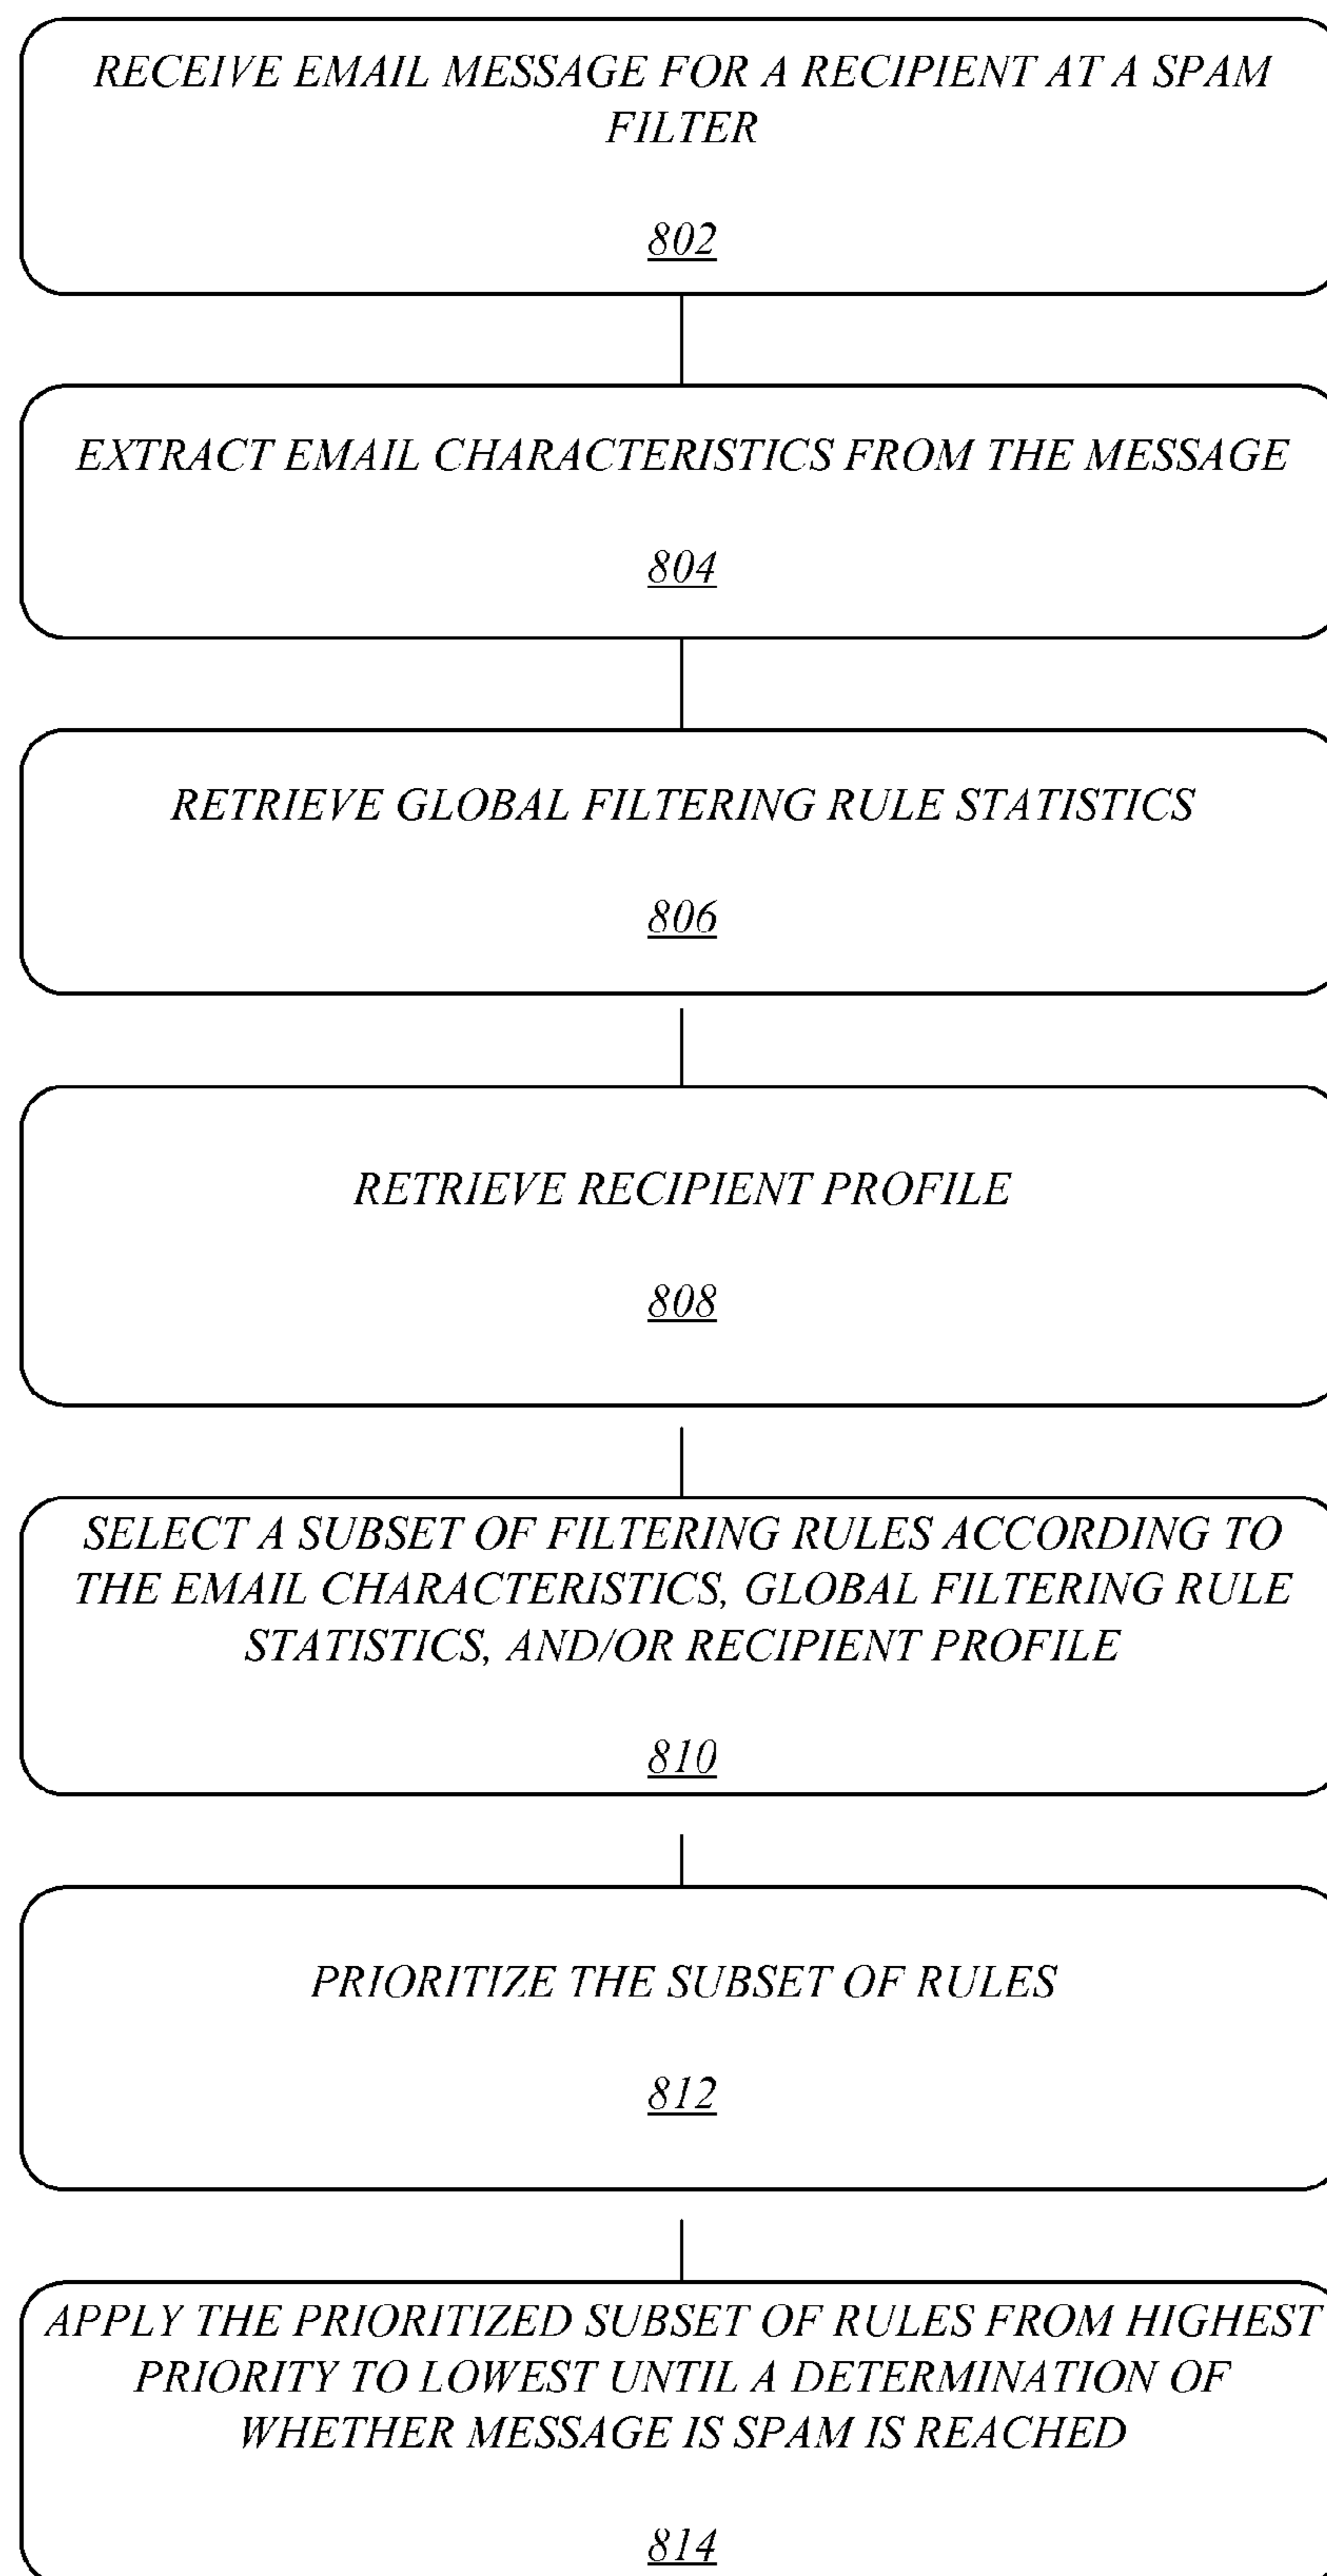 RECEIVE EMAIL MESSAGE FOR A RECIPIENT AT A SPAM
FILTER
802
EXTRACT EMAIL CHARACTERISTICS FROM THE MESSAGE
804
RETRIEVE GLOBAL FILTERING RULE STATISTICS
806
RETRIEVE RECIPIENT PROFILE
808
SELECT A SUBSET OF FILTERING RULES ACCORDING TO
THE EMAIL CHARACTERISTICS, GLOBAL FILTERING RULE
STATISTICS, AND/OR RECIPIENT PROFILE
810
PRIORITIZE THE SUBSET OF RULES
812
APPLY THE PRIORITIZED SUBSET OF RULES FROM HIGHEST
PRIORITY TO LOWEST UNTIL A DETERMINATION OF
WHETHER MESSAGE IS SPAM IS REACHED
814